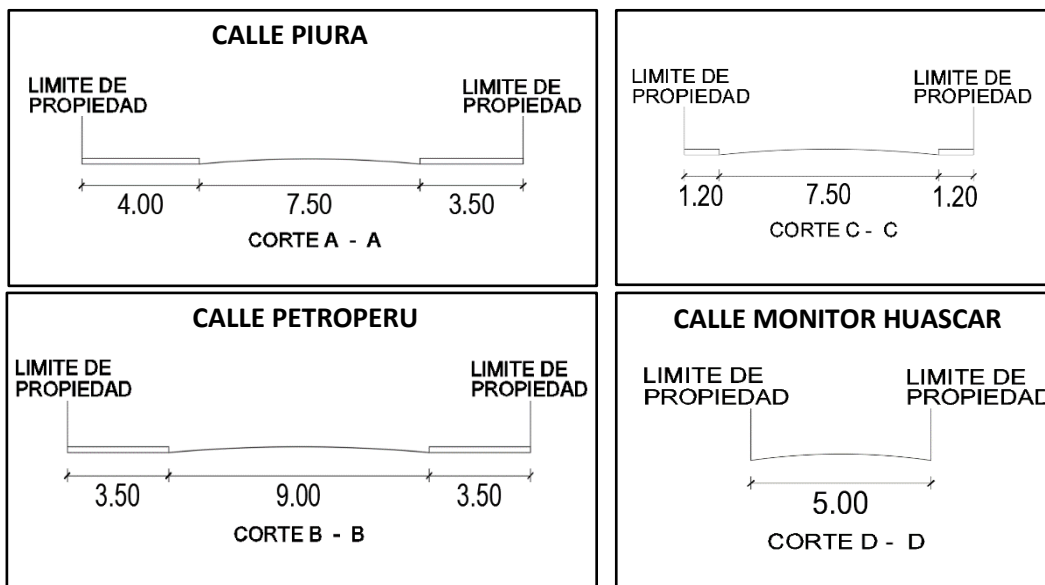 CALLE PIURA
LIMITE DE
PROPIEDAD
LIMITE DE
PROPIEDAD
4.00
7.50
3.50
CORTE A - A
LIMITE DE
PROPIEDAD
LIMITE DE
PROPIEDAD
1.20
7.50
1.20
CORTE C - C
CALLE PETROPERU
LIMITE DE
PROPIEDAD
LIMITE DE
PROPIEDAD
3.50
9.00
3.50
CORTE B - B
CALLE MONITOR HUASCAR
LIMITE DE
PROPIEDAD
LIMITE DE
PROPIEDAD
5.00
CORTE D - D